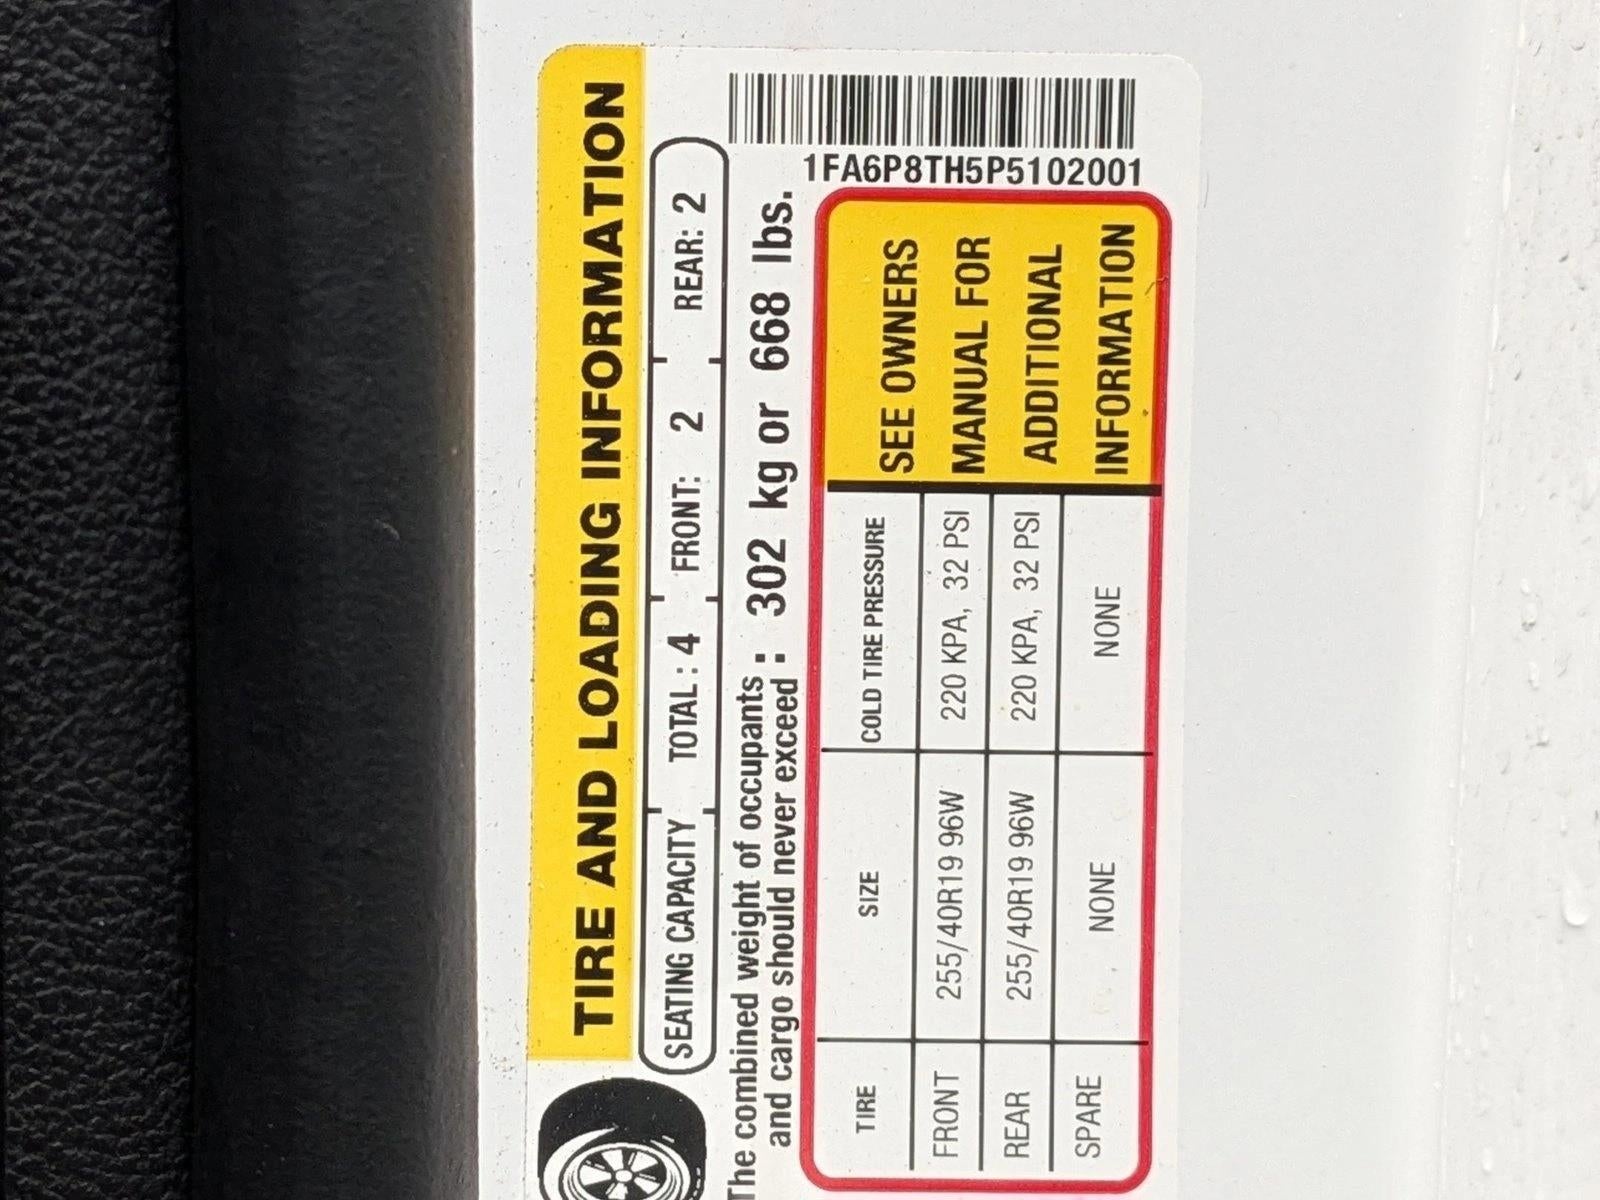 TIRE AND LOADING INFORMATION
SEATING CAPACITY TOTAL : 4 FRONT: 2 REAR: 2
The combined weight of occupants
and cargo should never exceed : 302 kg or 668 lbs.
TIRE SIZE COLD TIRE PRESSURE
FRONT 255/40R19 96W 220 KPA, 32 PSI
REAR 255/40R19 96W 220 KPA, 32 PSI
SPARE NONE NONE
SEE OWNERS
MANUAL FOR
ADDITIONAL
INFORMATION
1FA6P8TH5P5102001